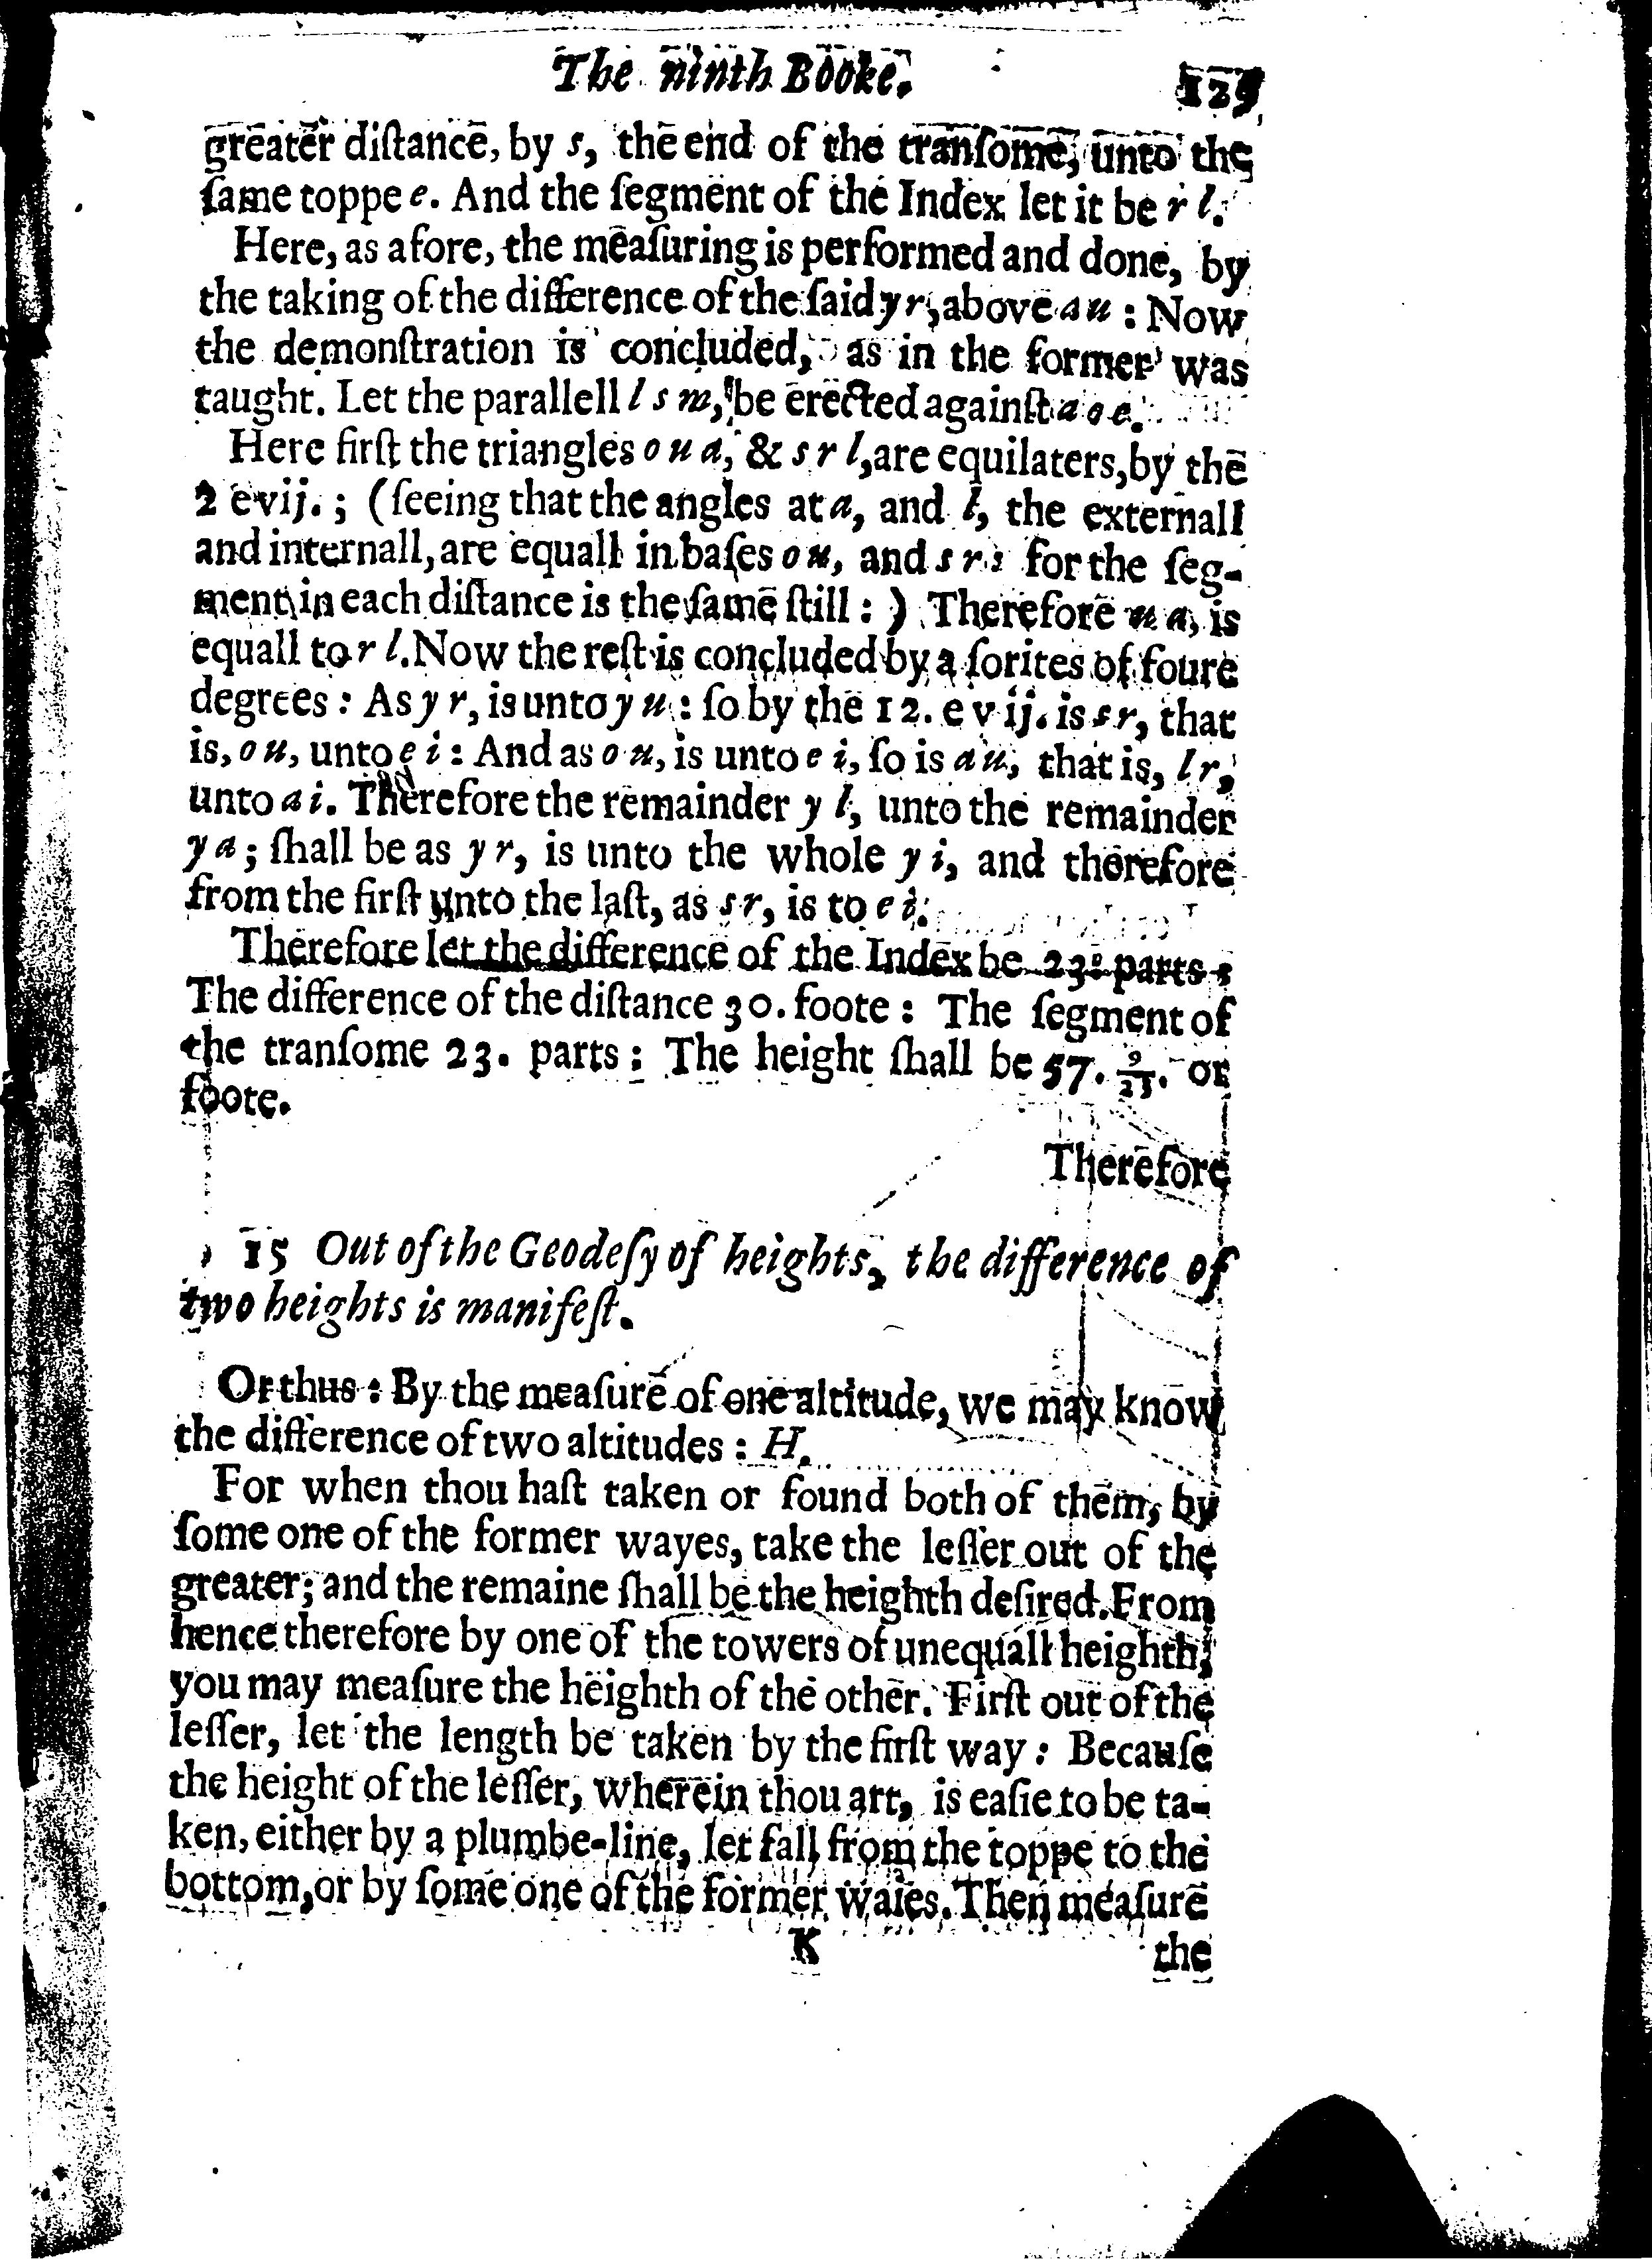 The ninth Booke. 129
greater diſtance, by s, the end of the tranſome, unto the
ſame toppe e. And the ſegment of the Index let it be r l.
Here, as afore, the meaſuring is performed and done, by
the taking of the difference of the ſaid y r, above a u : Now
the demonſtration is concluded, as in the former was
taught. Let the parallell l s m, be erected againſt a o e.
Here firſt the triangles o u a, & s r l, are equilaters, by the
2 e vij. ; (ſeeing that the angles at a, and l, the externall
and internall, are equall in baſes o u, and s r : for the ſeg-
ment in each diſtance is the ſame ſtill : ) Therefore u a, is
equall to r l. Now the reſt is concluded by a ſorites of foure
degrees : As y r, is unto y u : ſo by the 12. e vij. is s r, that
is, o u, unto e i : And as o u, is unto e i, ſo is a u, that is, l r,
unto a i. Therefore the remainder y l, unto the remainder
y a ; ſhall be as y r, is unto the whole y i, and therefore
from the firſt unto the laſt, as s r, is to e i.
Therefore let the difference of the Index be 23. parts :
The difference of the diſtance 30. foote : The ſegment of
the tranſome 23. parts : The height ſhall be 57. 9/23. or
foote.
Therefore
15 Out of the Geodeſy of heights, the difference of
two heights is manifeſt.
Or thus : By the meaſure of one altitude, we may know
the difference of two altitudes : H.
For when thou haſt taken or found both of them, by
ſome one of the former wayes, take the leſſer out of the
greater ; and the remaine ſhall be the heighth deſired. From
hence therefore by one of the towers of unequall heighth,
you may meaſure the heighth of the other. Firſt out of the
leſſer, let the length be taken by the firſt way : Becauſe
the height of the leſſer, wherein thou art, is eaſie to be ta-
ken, either by a plumbe-line, let fall from the toppe to the
bottom, or by ſome one of the former waies. Then meaſure
K the